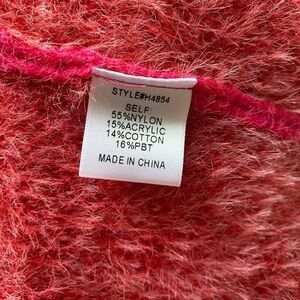 STYLE#H4854
SELF:
55%NYLON
15%ACRYLIC
14%COTTON
16%PBT
MADE IN CHINA